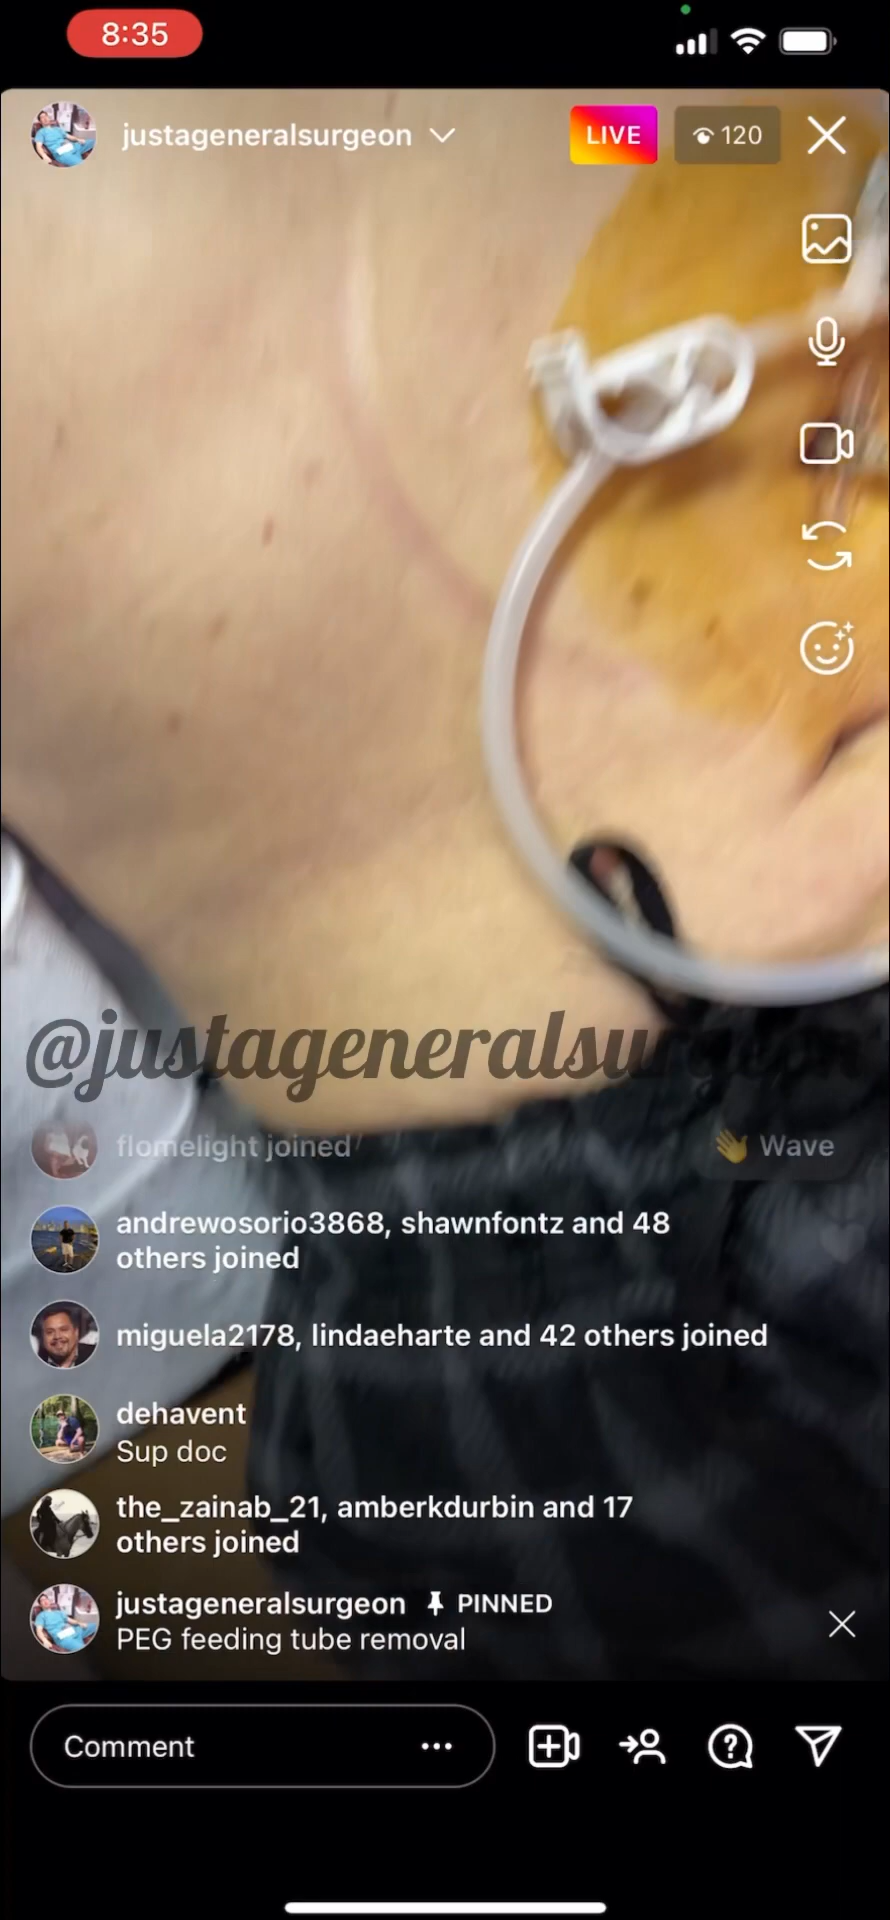 8:35
justageneralsurgeon
LIVE
120
@justageneralsurgeon
flomelight joined
👋 Wave
andrewosorio3868, shawnfontz and 48
others joined
miguela2178, lindaeharte and 42 others joined
dehavent
Sup doc
the_zainab_21, amberkdurbin and 17
others joined
justageneralsurgeon PINNED
PEG feeding tube removal
Comment